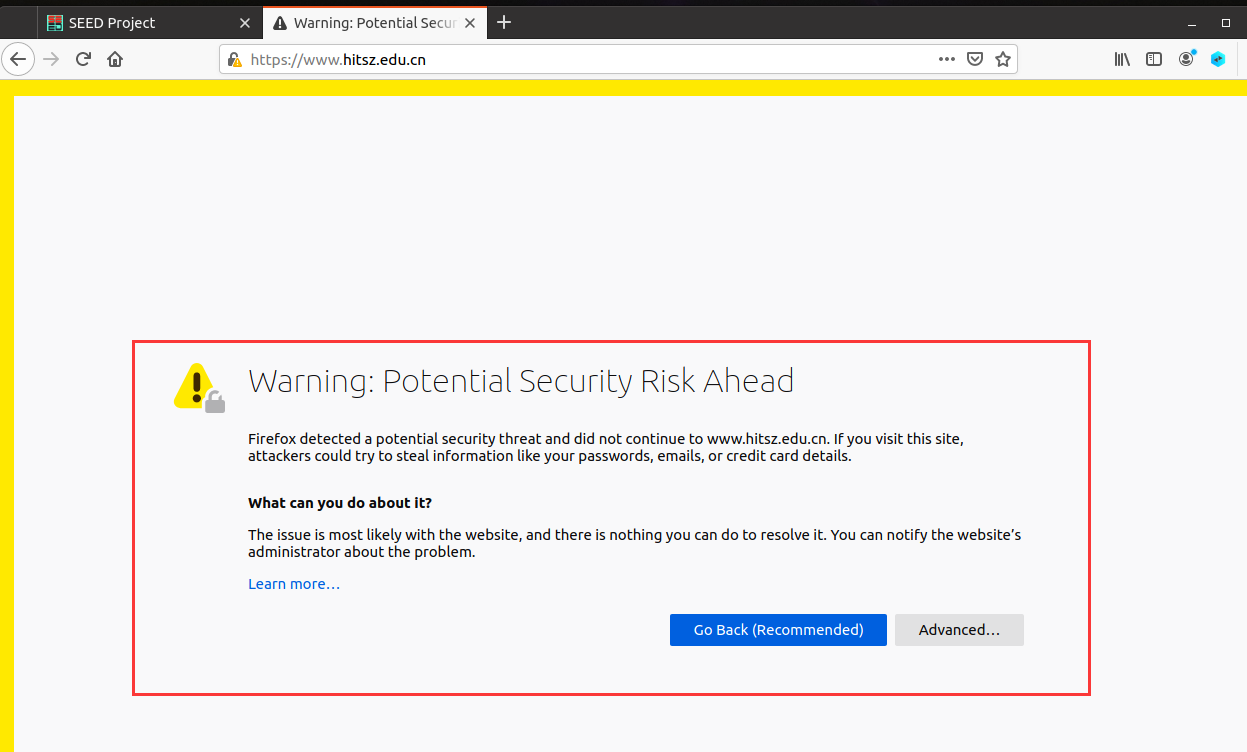 SEED Project
Warning: Potential Secur
https://www.hitsz.edu.cn
Warning: Potential Security Risk Ahead
Firefox detected a potential security threat and did not continue to www.hitsz.edu.cn. If you visit this site,
attackers could try to steal information like your passwords, emails, or credit card details.
What can you do about it?
The issue is most likely with the website, and there is nothing you can do to resolve it. You can notify the website’s
administrator about the problem.
Learn more…
Go Back (Recommended)
Advanced…